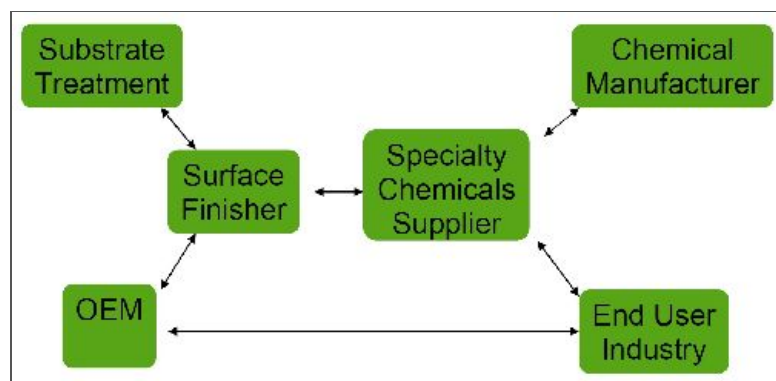 Substrate
Treatment
Chemical
Manufacturer
Surface
Finisher
Specialty
Chemicals
Supplier
OEM
End User
Industry